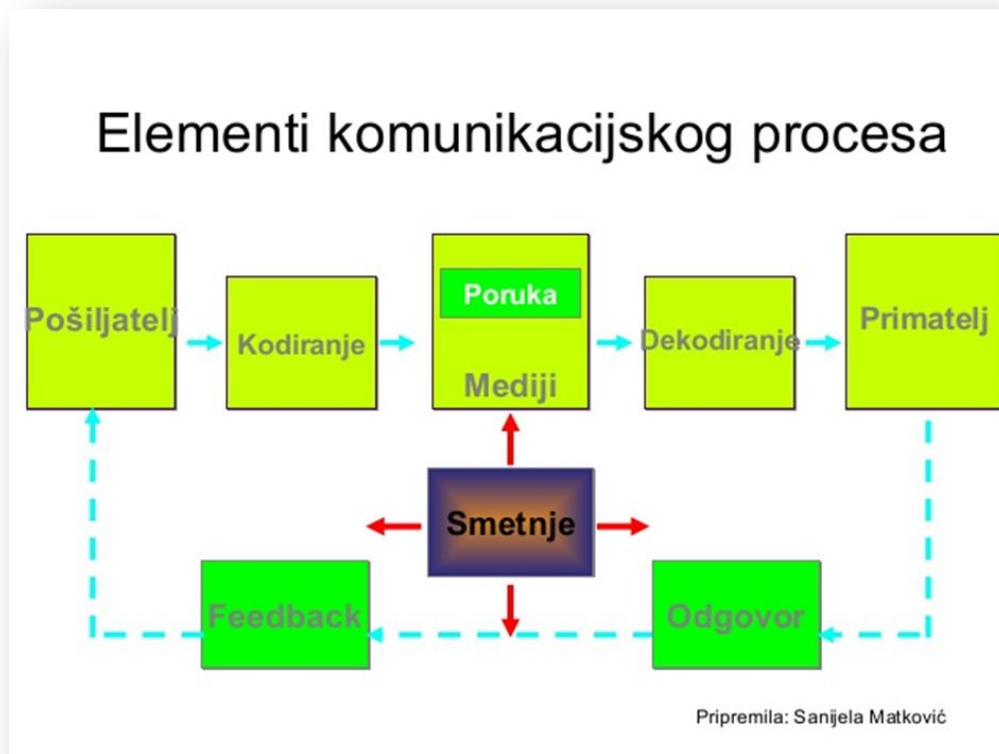 Elementi komunikacijskog procesa
Pošiljatelj
Kodiranje
Poruka
Mediji
Dekodiranje
Primatelj
Smetnje
Feedback
Odgovor
Pripremila: Sanijela Matković